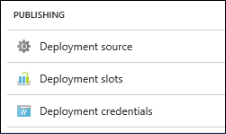 PUBLISHING
Deployment source
Deployment slots
Deployment credentials